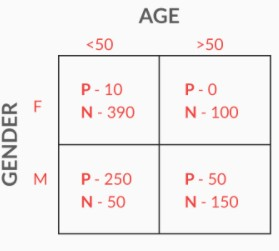 AGE
<50 >50
GENDER
F
P - 10
N - 390
P - 0
N - 100
M
P - 250
N - 50
P - 50
N - 150